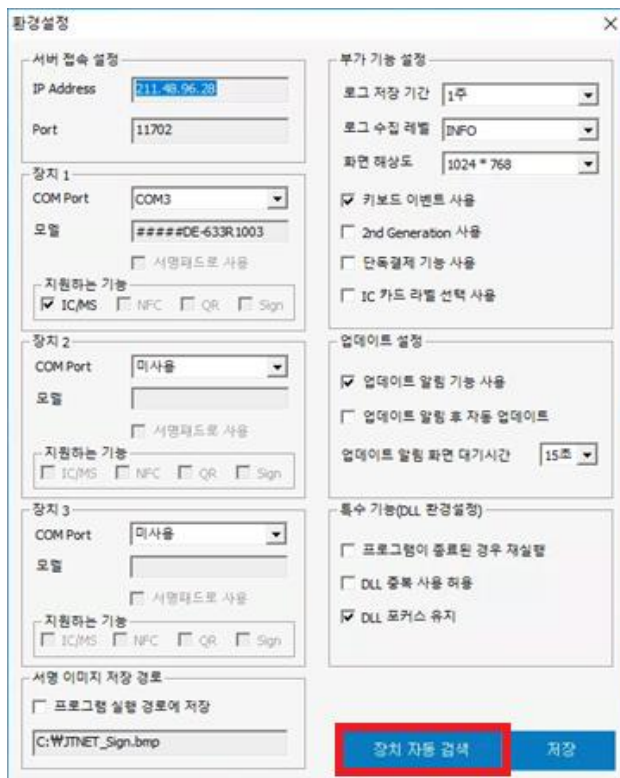 환경설정
서버 접속 설정
IP Address 211.48.96.28
Port 11702
장치 1
COM Port COM3
모델 #####DE-633R1003
서명패드로 사용
지원하는 기능
IC/MS NFC QR Sign
장치 2
COM Port 미사용
모델
서명패드로 사용
지원하는 기능
IC/MS NFC QR Sign
장치 3
COM Port 미사용
모델
서명패드로 사용
지원하는 기능
IC/MS NFC QR Sign
서명 이미지 저장 경로
프로그램 실행 경로에 저장
C:₩JTNET_Sign.bmp
부가 기능 설정
로그 저장 기간 1주
로그 수집 레벨 INFO
화면 해상도 1024 * 768
키보드 이벤트 사용
2nd Generation 사용
단독결제 기능 사용
IC 카드 라벨 선택 사용
업데이트 설정
업데이트 알림 기능 사용
업데이트 알림 후 자동 업데이트
업데이트 알림 화면 대기시간 15초
특수 기능(DLL 환경설정)
프로그램이 종료된 경우 재실행
DLL 중복 사용 허용
DLL 포커스 유지
장치 자동 검색 저장